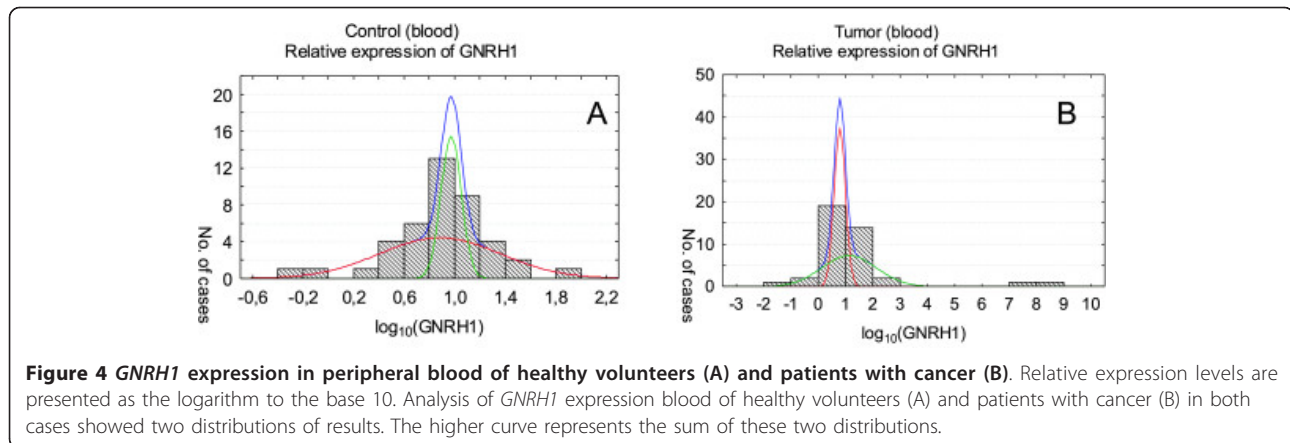 Control (blood)
Relative expression of GNRH1
A
No. of cases
20
16
12
8
4
0
-0,6 -0,2 0,2 0,6 1,0 1,4 1,8 2,2
log10(GNRH1)
Tumor (blood)
Relative expression of GNRH1
B
No. of cases
50
40
30
20
10
0
-3 -2 -1 0 1 2 3 4 5 6 7 8 9 10
log10(GNRH1)
Figure 4 GNRH1 expression in peripheral blood of healthy volunteers (A) and patients with cancer (B). Relative expression levels are
presented as the logarithm to the base 10. Analysis of GNRH1 expression blood of healthy volunteers (A) and patients with cancer (B) in both
cases showed two distributions of results. The higher curve represents the sum of these two distributions.